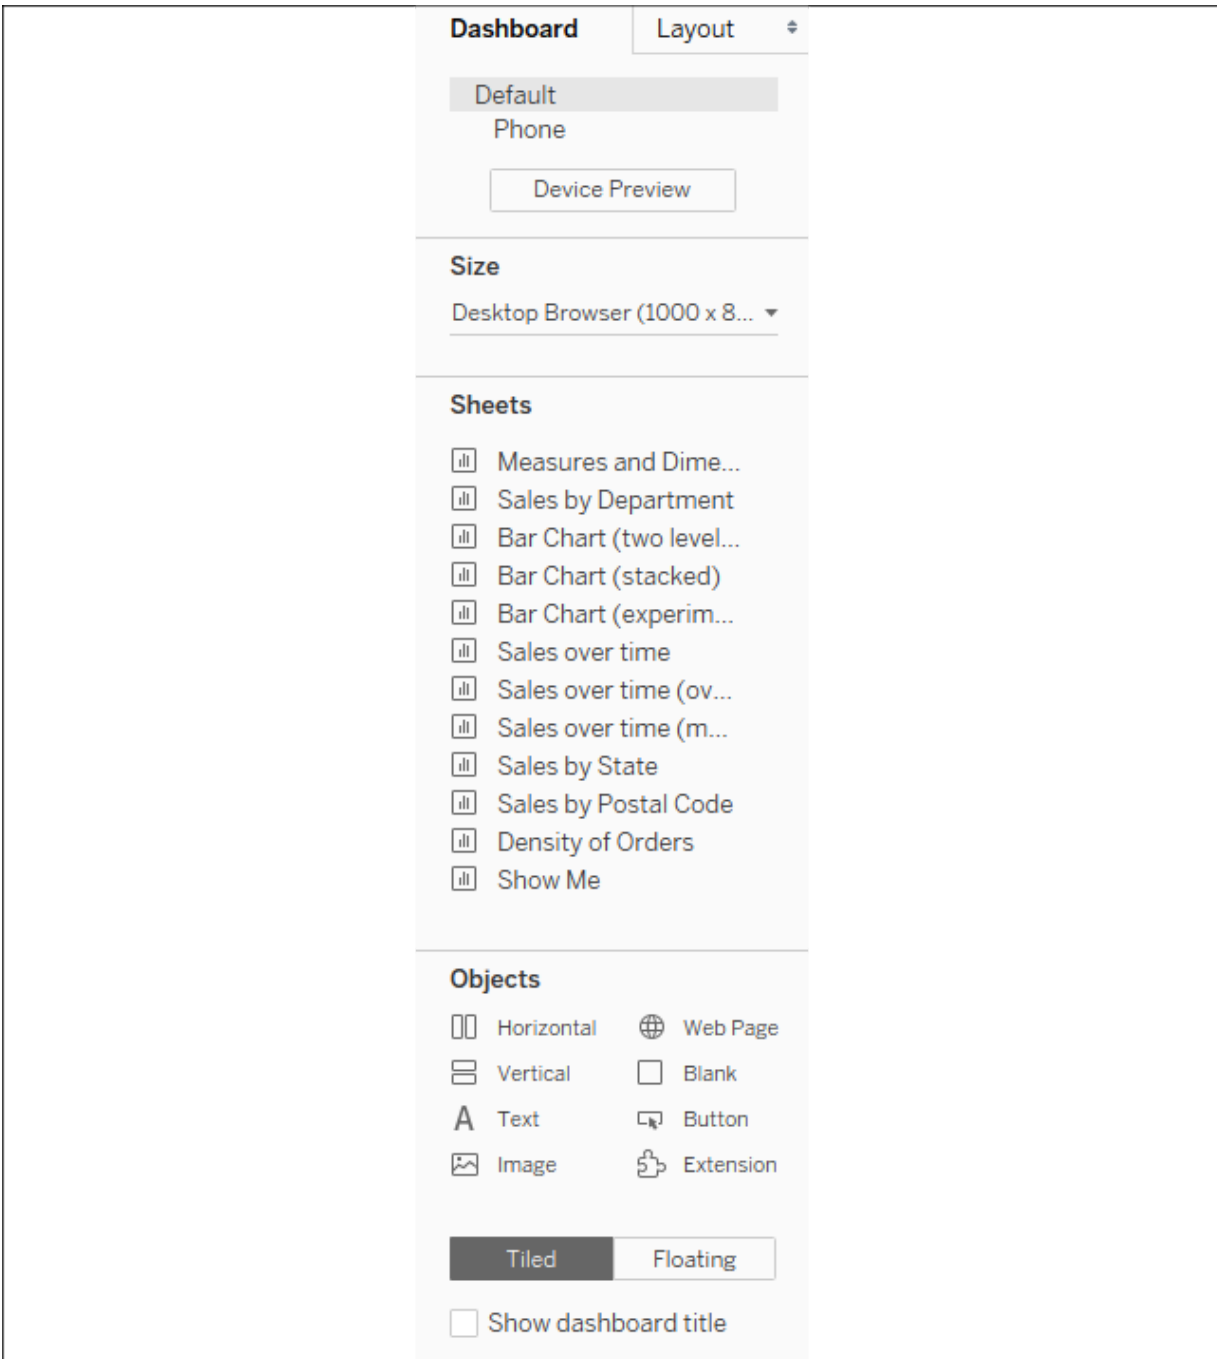 Dashboard Layout
Default
Phone
Device Preview
Size
Desktop Browser (1000 x 8...
Sheets
Measures and Dime...
Sales by Department
Bar Chart (two level...
Bar Chart (stacked)
Bar Chart (experim...
Sales over time
Sales over time (ov...
Sales over time (m...
Sales by State
Sales by Postal Code
Density of Orders
Show Me
Objects
Horizontal Web Page
Vertical Blank
Text Button
Image Extension
Tiled Floating
Show dashboard title